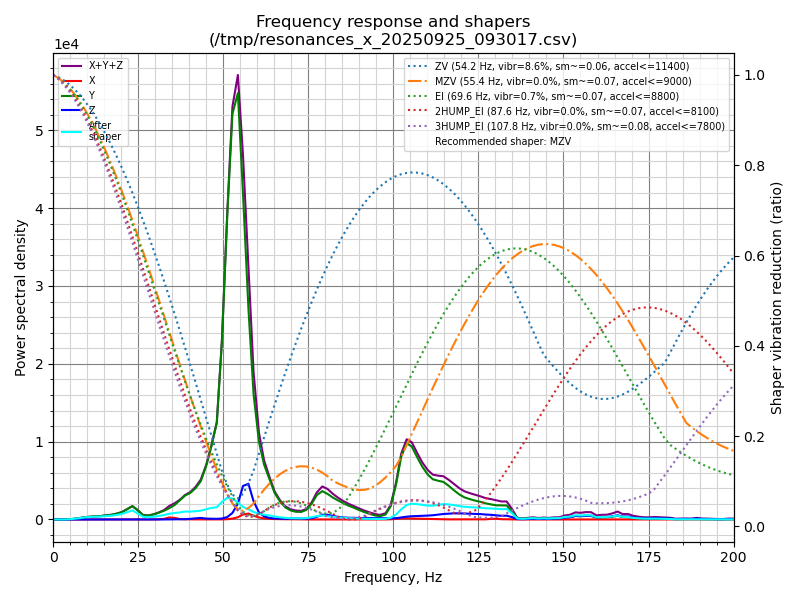 Frequency response and shapers
(/tmp/resonances_x_20250925_093017.csv)
1e4
X+Y+Z
X
Y
Z
after
shaper
ZV (54.2 Hz, vibr=8.6%, sm~=0.06, accel<=11400)
MZV (55.4 Hz, vibr=0.0%, sm~=0.07, accel<=9000)
EI (69.6 Hz, vibr=0.7%, sm~=0.07, accel<=8800)
2HUMP_EI (87.6 Hz, vibr=0.0%, sm~=0.07, accel<=8100)
3HUMP_EI (107.8 Hz, vibr=0.0%, sm~=0.08, accel<=7800)
Recommended shaper: MZV
Power spectral density
5
4
3
2
1
0
1.0
0.8
0.6
0.4
0.2
0.0
Shaper vibration reduction (ratio)
0 25 50 75 100 125 150 175 200
Frequency, Hz